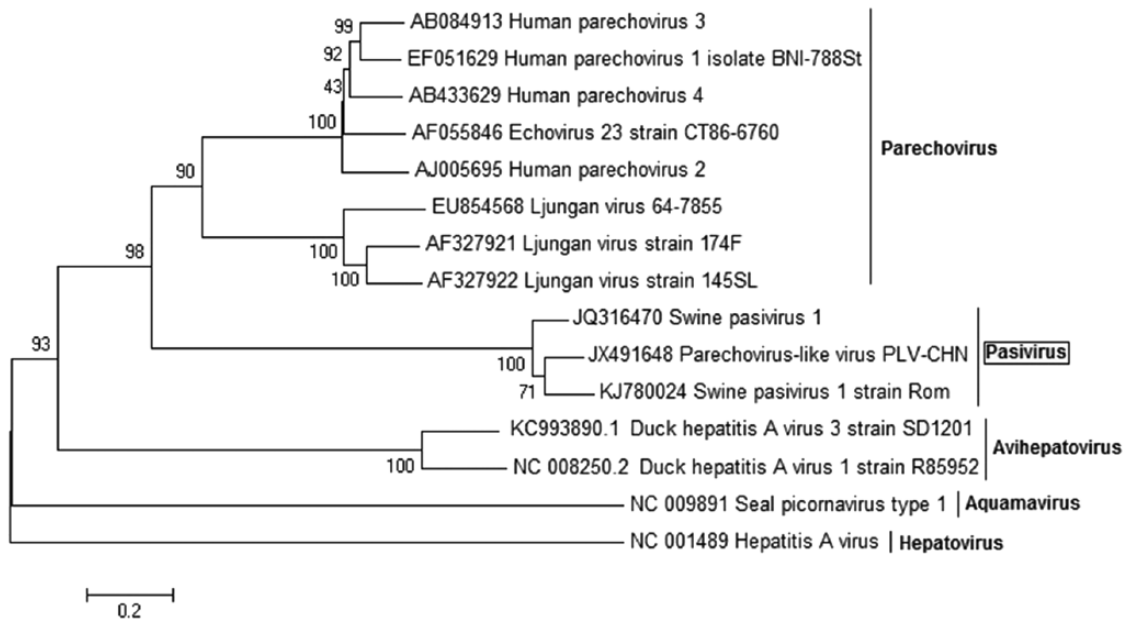 99
AB084913 Human parechovirus 3
92
EF051629 Human parechovirus 1 isolate BNI-788St
43
AB433629 Human parechovirus 4
100
AF055846 Echovirus 23 strain CT86-6760
Parechovirus
90
AJ005695 Human parechovirus 2
EU854568 Ljungan virus 64-7855
98
100
AF327921 Ljungan virus strain 174F
100
AF327922 Ljungan virus strain 145SL
JQ316470 Swine pasivirus 1
93
100
JX491648 Parechovirus-like virus PLV-CHN
Pasivirus
71
KJ780024 Swine pasivirus 1 strain Rom
KC993890.1 Duck hepatitis A virus 3 strain SD1201
Avihepatovirus
100
NC 008250.2 Duck hepatitis A virus 1 strain R85952
NC 009891 Seal picornavirus type 1
Aquamavirus
NC 001489 Hepatitis A virus
Hepatovirus
0.2